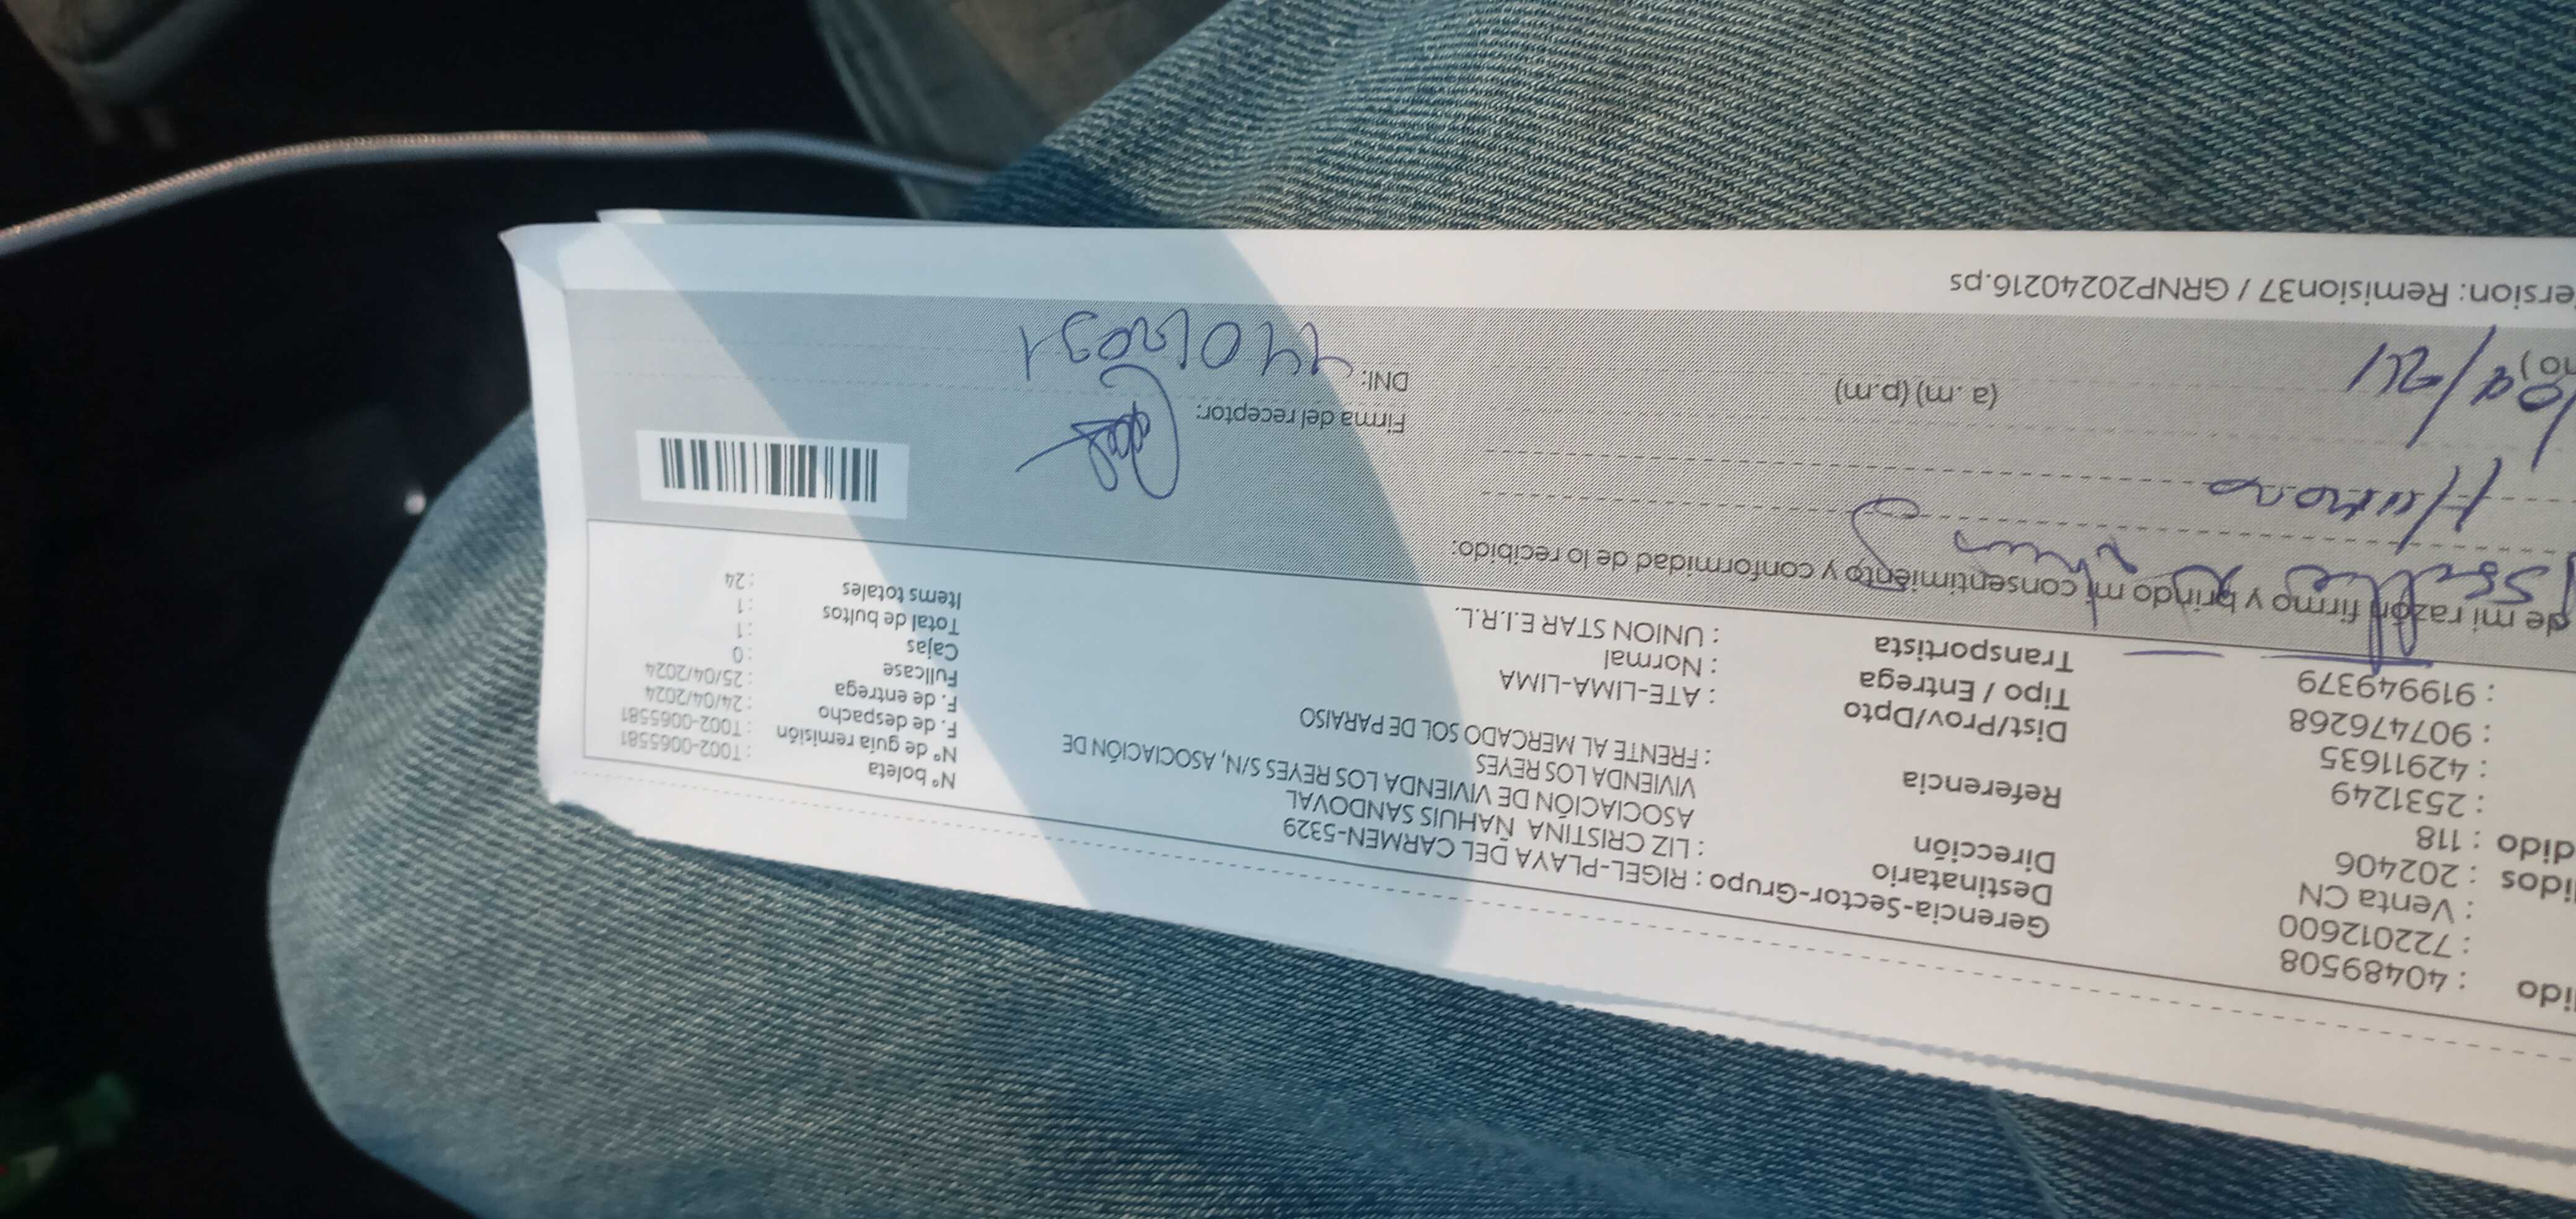 ido : 40489508
: 722012600
: Venta CN
idos : 202406
dido : 118
: 2531249
: 42911635
: 907476268
: 919949379
Gerencia-Sector-Grupo : RIGEL-PLAYA DEL CARMEN-5329
Destinatario : LIZ CRISTINA ÑAHUIS SANDOVAL
Dirección : ASOCIACIÓN DE VIVIENDA LOS REYES S/N, ASOCIACIÓN DE
VIVIENDA LOS REYES
Referencia : FRENTE AL MERCADO SOL DE PARAISO
Dist/Prov/Dpto : ATE-LIMA-LIMA
Tipo / Entrega : Normal
Transportista : UNION STAR E.I.R.L.
Nº boleta : T002-0065581
Nº de guía remisión : T002-0065581
F. de despacho : 24/04/2024
F. de entrega : 25/04/2024
Fullcase : 0
Cajas : 1
Total de bultos : 1
Items totales : 24
de mi razón firmo y brindo mi consentimiento y conformidad de lo recibido:
(a. m) (p.m)
Firma del receptor:
DNI:
ersion: Remision37 / GRNP20240216.ps